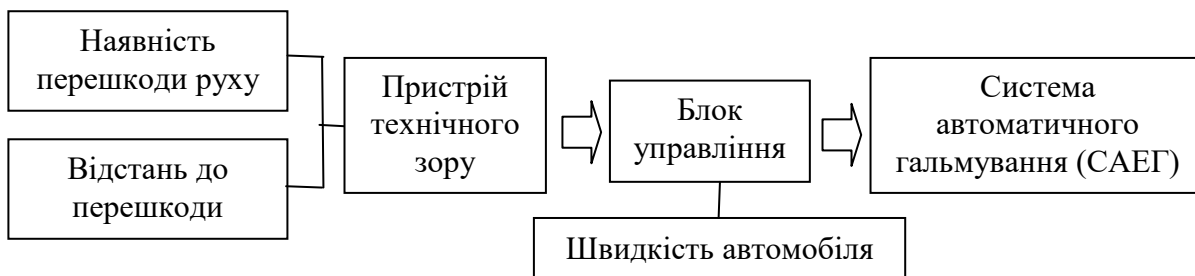 Наявність
перешкоди руху
Відстань до
перешкоди
Пристрій
технічного
зору
Блок
управління
Швидкість автомобіля
Система
автоматичного
гальмування (САЕГ)